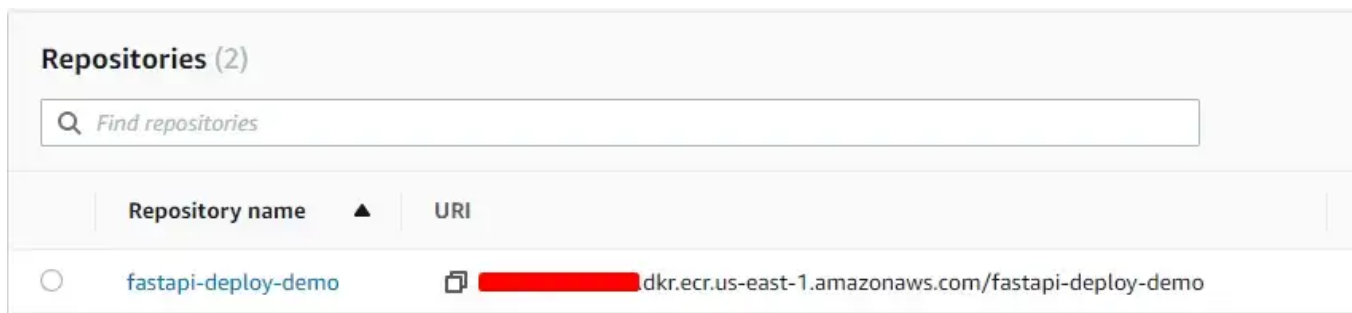 Repositories (2)
Find repositories
Repository name ▲ URI
fastapi-deploy-demo .dkr.ecr.us-east-1.amazonaws.com/fastapi-deploy-demo